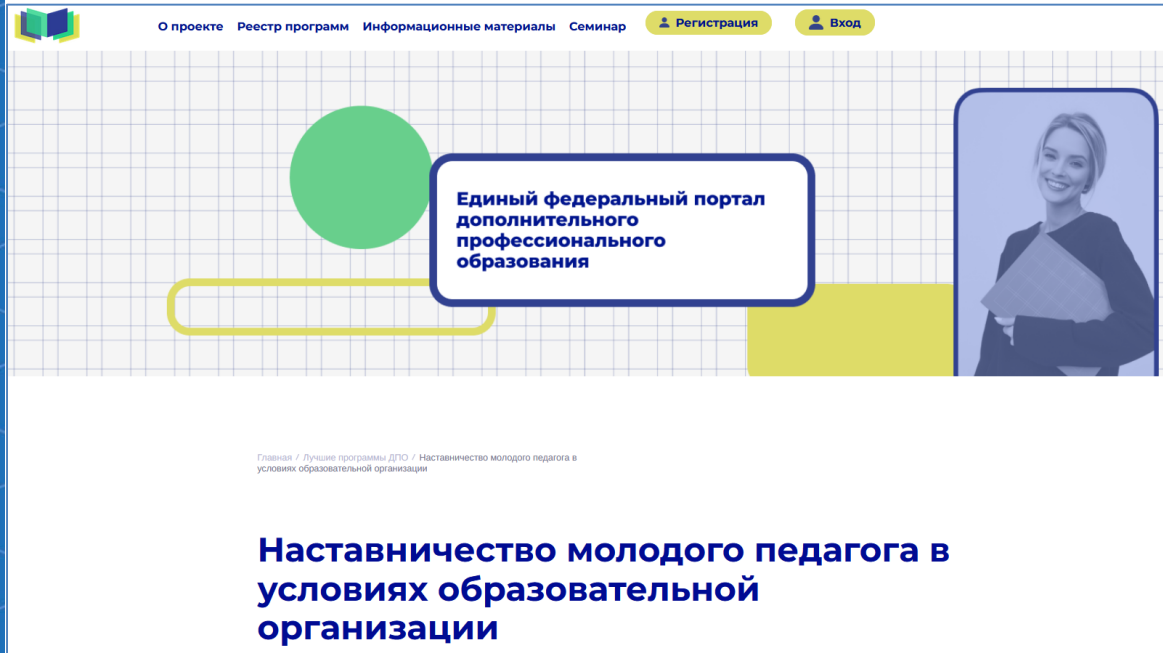 О проекте Реестр программ Информационные материалы Семинар Регистрация Вход
Единый федеральный портал
дополнительного
профессионального
образования
Главная / Лучшие программы ДПО / Наставничество молодого педагога в
условиях образовательной организации
Наставничество молодого педагога в
условиях образовательной
организации